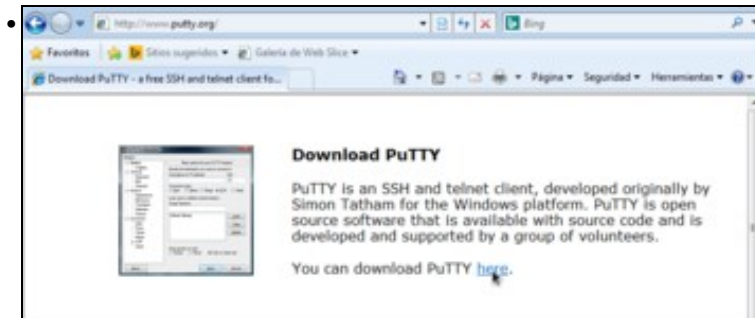 http://www.putty.org/
Bing
Favoritos Sitios sugeridos Galería de Web Slice
Download PuTTY - a free SSH and telnet client fo... Página Seguridad Herramientas
Download PuTTY
PuTTY is an SSH and telnet client, developed originally by
Simon Tatham for the Windows platform. PuTTY is open
source software that is available with source code and is
developed and supported by a group of volunteers.
You can download PuTTY here.